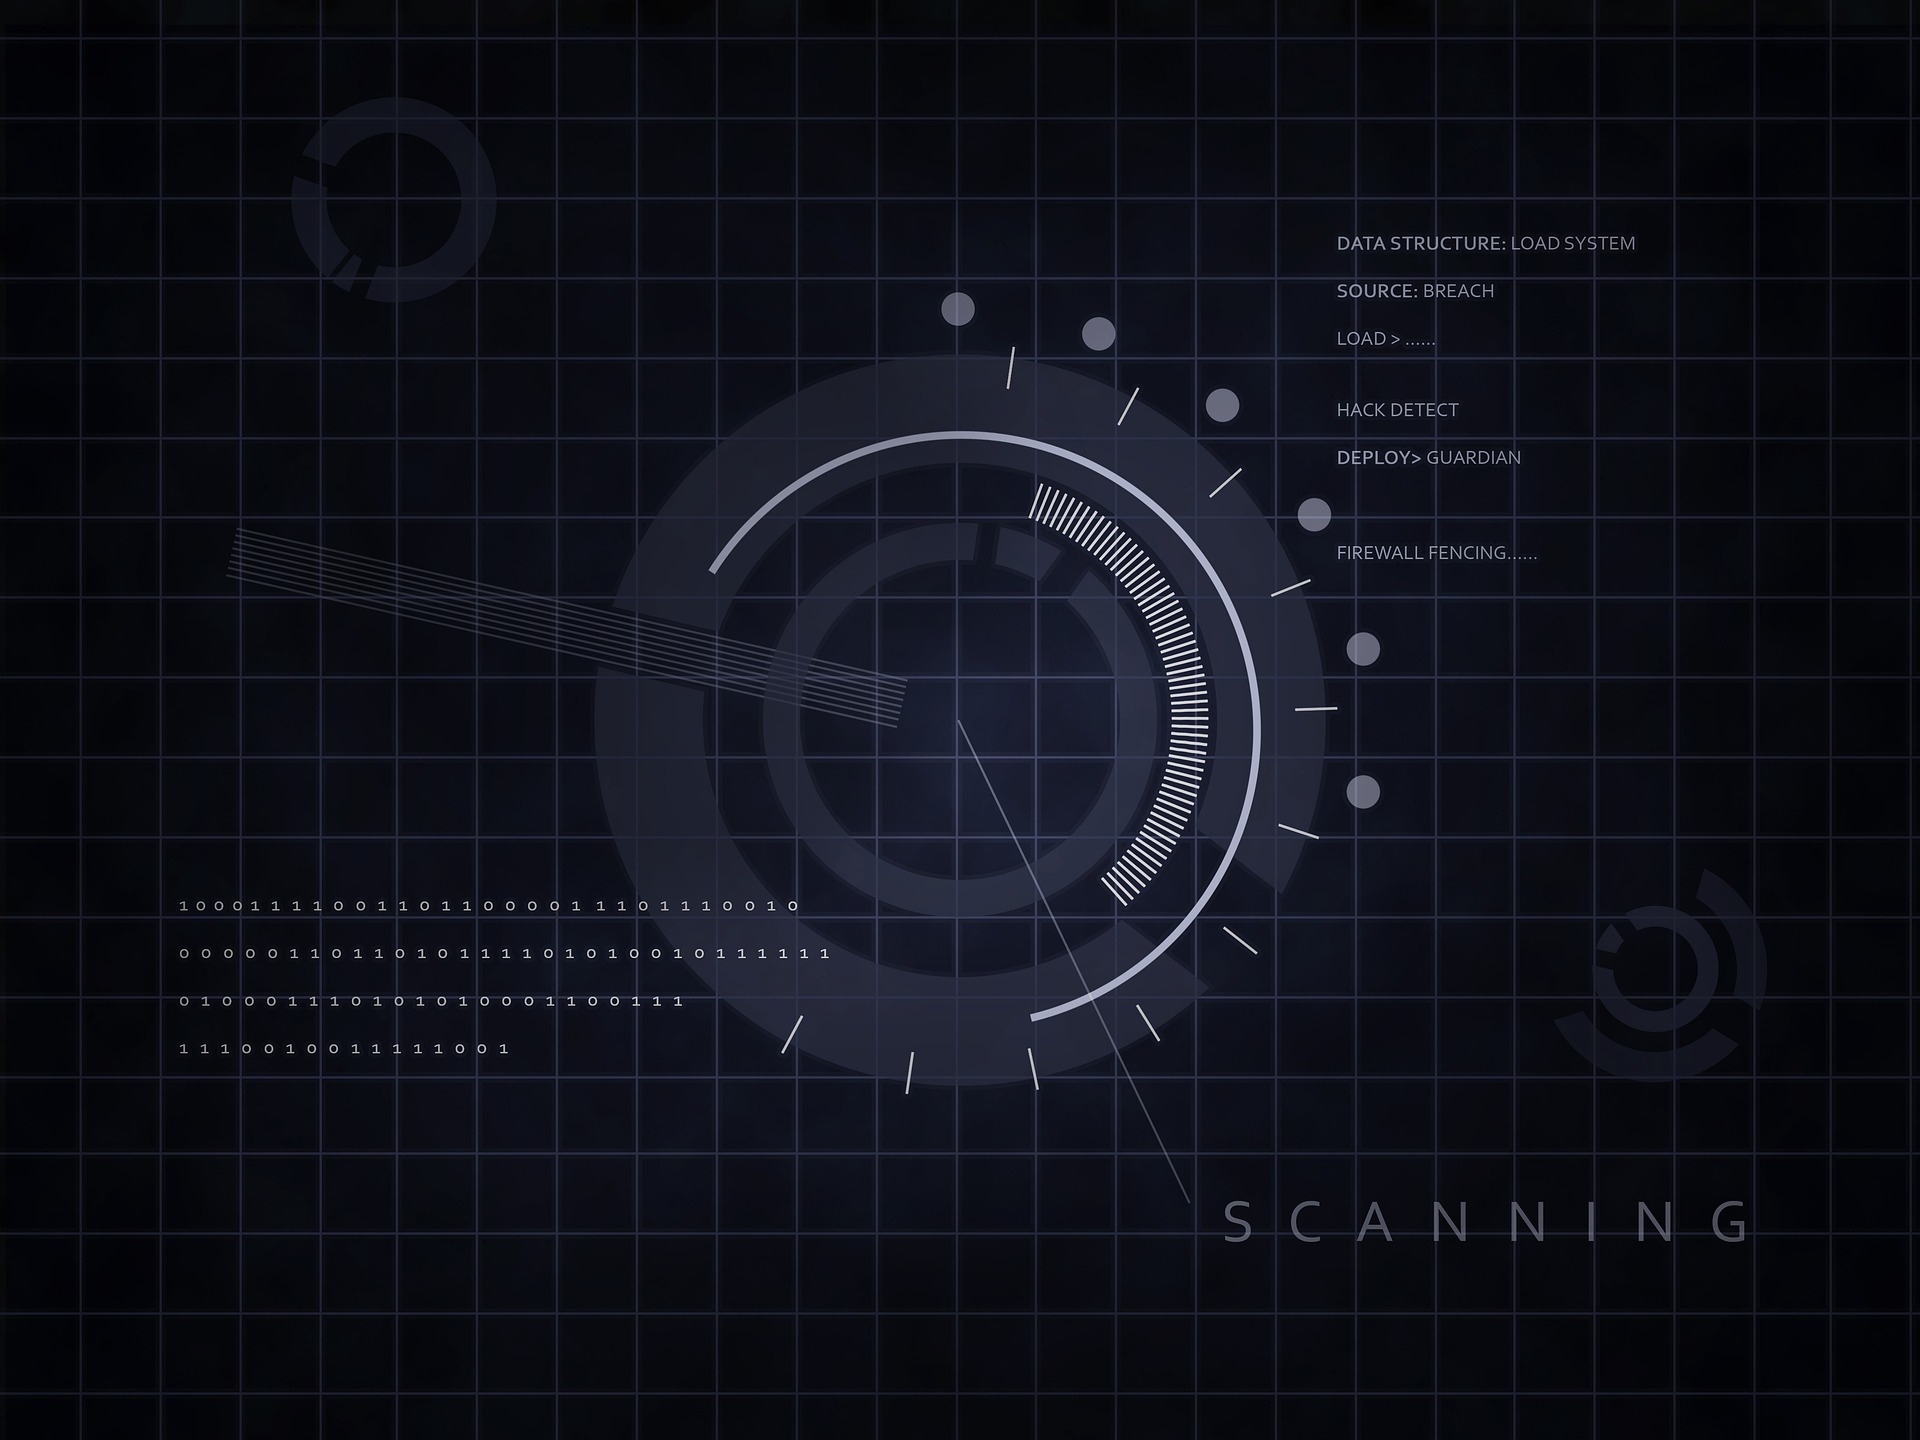 DATA STRUCTURE: LOAD SYSTEM
SOURCE: BREACH
LOAD > ......
HACK DETECT
DEPLOY> GUARDIAN
FIREWALL FENCING......
1 0 0 0 1 1 1 1 0 0 1 1 0 1 1 0 0 0 0 1 1 1 0 1 1 1 0 0 1 0
0 0 0 0 0 1 1 0 1 1 0 1 0 1 1 1 1 0 1 0 1 0 0 1 0 1 1 1 1 1 1
0 1 0 0 0 1 1 1 0 1 0 1 0 1 0 0 0 1 1 0 0 1 1 1
1 1 1 0 0 1 0 0 1 1 1 1 1 0 0 1
S C A N N I N G